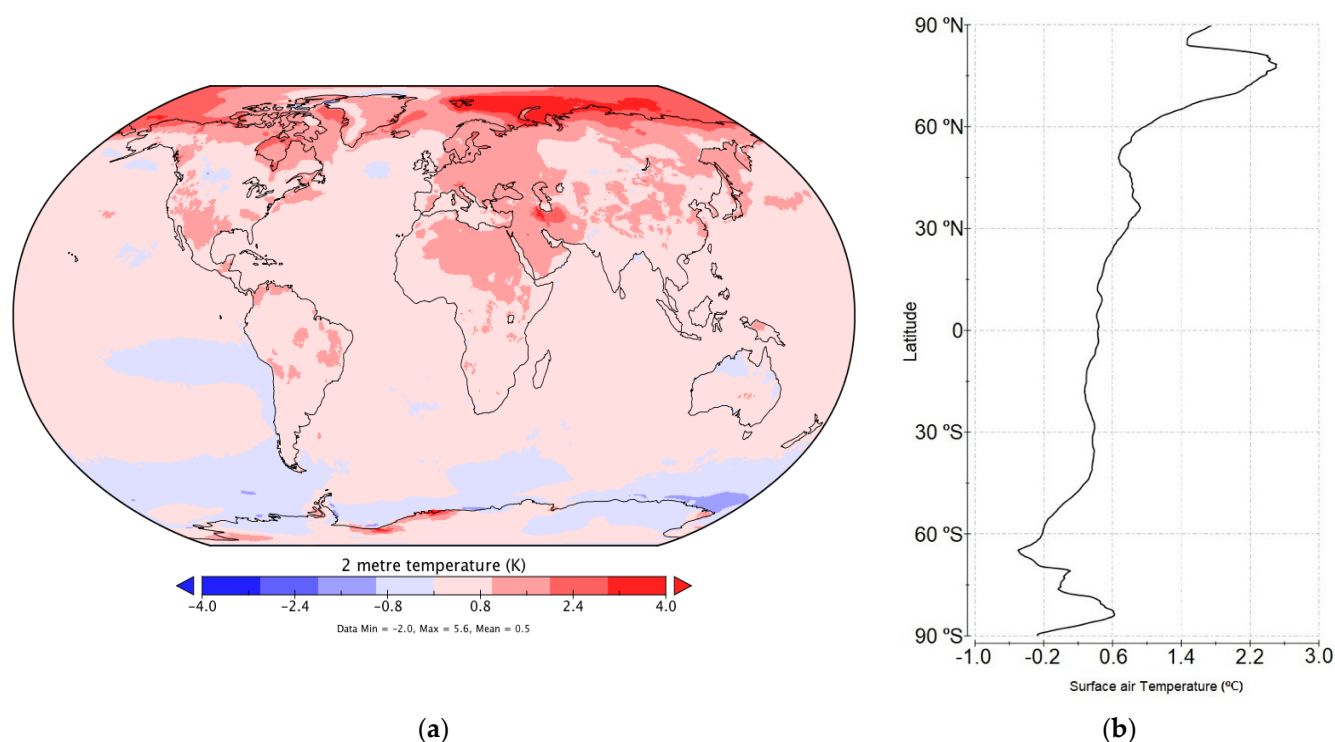 2 metre temperature (K)
-4.0 -2.4 -0.8 0.8 2.4 4.0
Data Min = -2.0, Max = 5.6, Mean = 0.5
(a)
90 ºN
60 ºN
30 ºN
0
30 ºS
60 ºS
90 ºS
Latitude
-1.0 -0.2 0.6 1.4 2.2 3.0
Surface air Temperature (ºC)
(b)